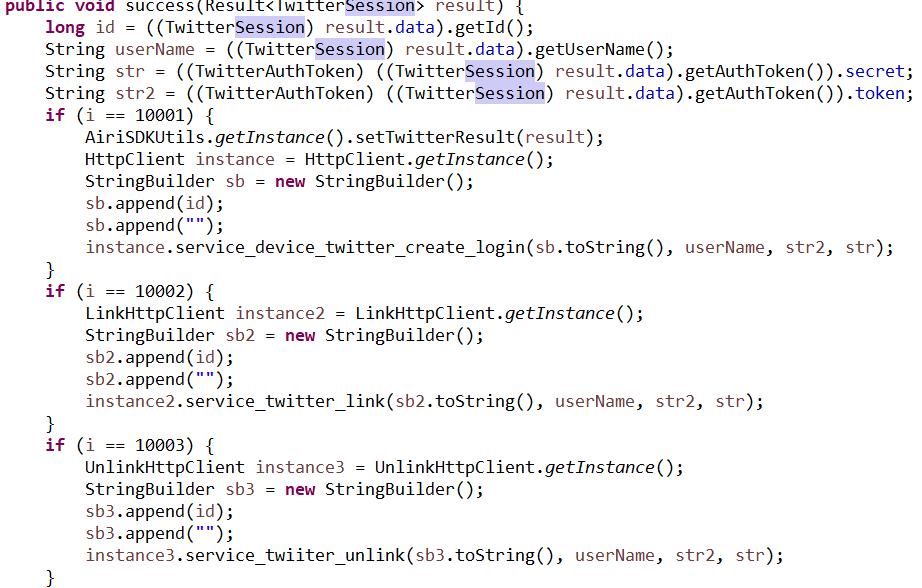 public void success(Result<TwitterSession> result) {
long id = ((TwitterSession) result.data).getId();
String userName = ((TwitterSession) result.data).getUserName();
String str = ((TwitterAuthToken) ((TwitterSession) result.data).getAuthToken()).secret;
String str2 = ((TwitterAuthToken) ((TwitterSession) result.data).getAuthToken()).token;
if (i == 10001) {
AiriSDKUtils.getInstance().setTwitterResult(result);
HttpClient instance = HttpClient.getInstance();
StringBuilder sb = new StringBuilder();
sb.append(id);
sb.append("");
instance.service_device_twitter_create_login(sb.toString(), userName, str2, str);
}
if (i == 10002) {
LinkHttpClient instance2 = LinkHttpClient.getInstance();
StringBuilder sb2 = new StringBuilder();
sb2.append(id);
sb2.append("");
instance2.service_twitter_link(sb2.toString(), userName, str2, str);
}
if (i == 10003) {
UnlinkHttpClient instance3 = UnlinkHttpClient.getInstance();
StringBuilder sb3 = new StringBuilder();
sb3.append(id);
sb3.append("");
instance3.service_twiiter_unlink(sb3.toString(), userName, str2, str);
}